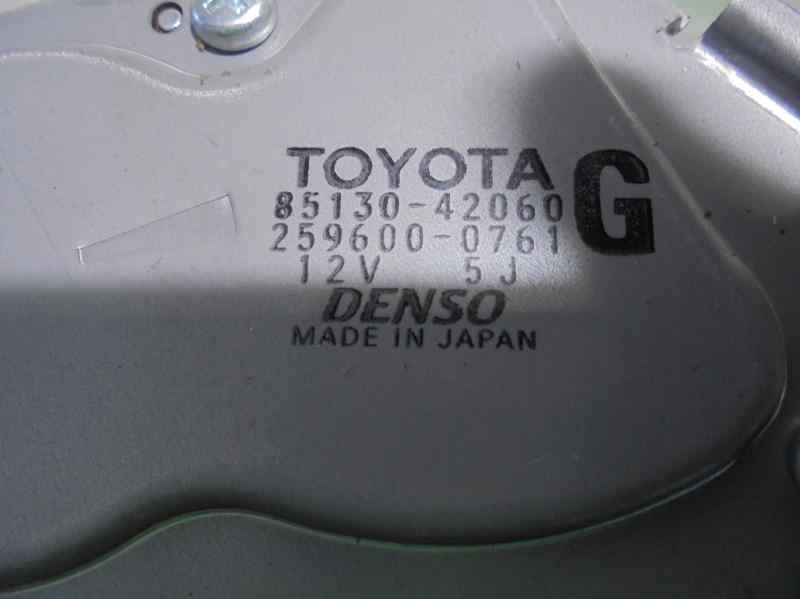 TOYOTA
85130-42060 G
259600-0761
12V 5J
DENSO
MADE IN JAPAN